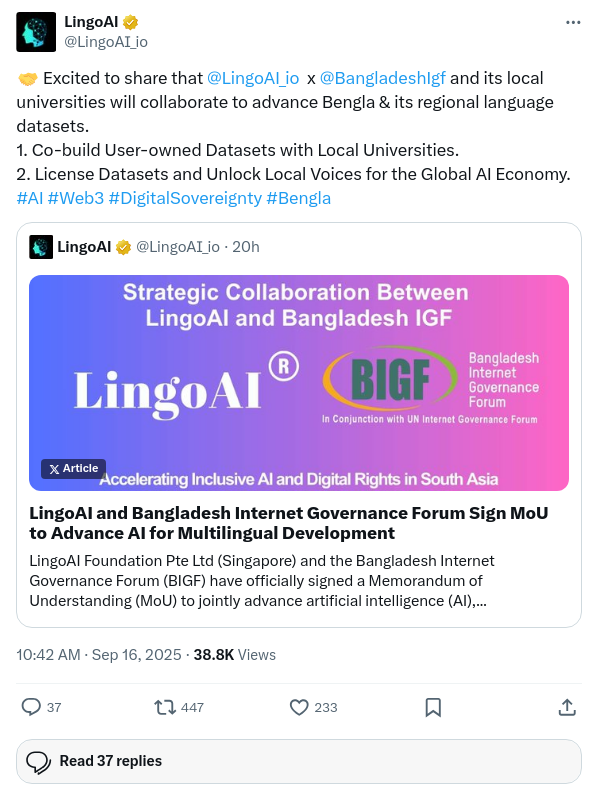 LingoAI
@LingoAI_io
🤝 Excited to share that @LingoAI_io x @BangladeshIgf and its local
universities will collaborate to advance Bengla & its regional language
datasets.
1. Co-build User-owned Datasets with Local Universities.
2. License Datasets and Unlock Local Voices for the Global AI Economy.
#AI #Web3 #DigitalSovereignty #Bengla
LingoAI @LingoAI_io · 20h
Strategic Collaboration Between
LingoAI and Bangladesh IGF
LingoAI ®
BIGF
Bangladesh
Internet
Governance
Forum
In Conjunction with UN Internet Governance Forum
Article
Accelerating Inclusive AI and Digital Rights in South Asia
LingoAI and Bangladesh Internet Governance Forum Sign MoU
to Advance AI for Multilingual Development
LingoAI Foundation Pte Ltd (Singapore) and the Bangladesh Internet
Governance Forum (BIGF) have officially signed a Memorandum of
Understanding (MoU) to jointly advance artificial intelligence (AI),...
10:42 AM · Sep 16, 2025 · 38.8K Views
37 447 233
Read 37 replies